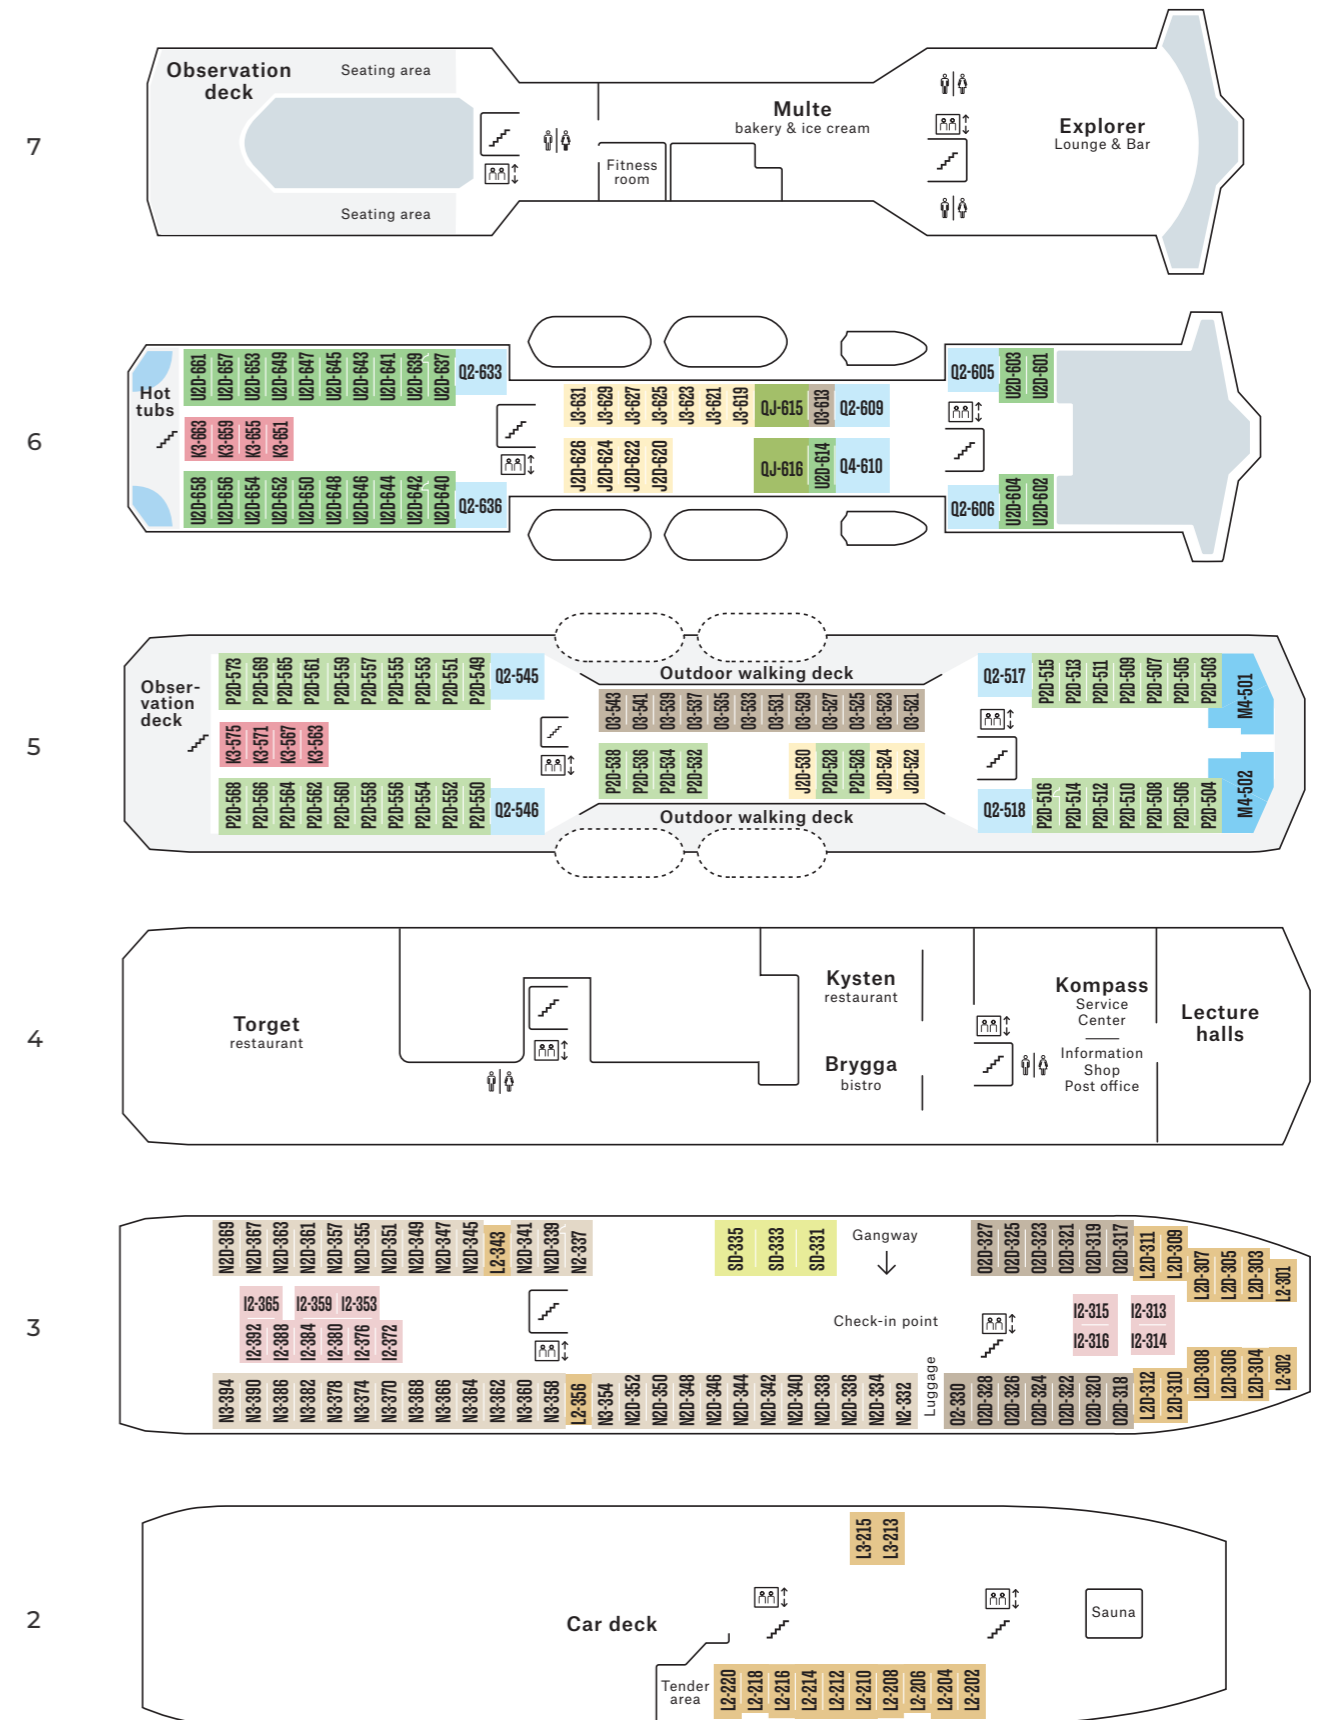 7
Observation
deck
Seating area
Seating area
Fitness
room
Multe
bakery & ice cream
Explorer
Lounge & Bar
6
Hot
tubs
U2D-661
U2D-657
U2D-653
U2D-649
U2D-647
U2D-645
U2D-643
U2D-641
U2D-639
U2D-637
Q2-633
K3-663
K3-659
K3-655
K3-651
U2D-658
U2D-656
U2D-654
U2D-652
U2D-650
U2D-648
U2D-646
U2D-644
U2D-642
U2D-640
Q2-636
J3-631
J3-629
J3-627
J3-625
J3-623
J3-621
J3-619
QJ-615
O3-613
Q2-609
J2D-626
J2D-624
J2D-622
J2D-620
QJ-616
U2D-614
Q4-610
Q2-605
U2D-603
U2D-601
Q2-606
U2D-604
U2D-602
5
Obser-
vation
deck
P2D-573
P2D-569
P2D-565
P2D-561
P2D-559
P2D-557
P2D-555
P2D-553
P2D-551
P2D-549
Q2-545
K3-575
K3-571
K3-567
K3-563
P2D-568
P2D-566
P2D-564
P2D-562
P2D-560
P2D-558
P2D-556
P2D-554
P2D-552
P2D-550
Q2-546
Outdoor walking deck
O3-543
O3-541
O3-539
O3-537
O3-535
O3-533
O3-531
O3-529
O3-527
O3-525
O3-523
O3-521
P2D-538
P2D-536
P2D-534
P2D-532
J2D-530
P2D-528
P2D-526
J2D-524
J2D-522
Outdoor walking deck
Q2-517
P2D-515
P2D-513
P2D-511
P2D-509
P2D-507
P2D-505
P2D-503
M4-501
Q2-518
P2D-516
P2D-514
P2D-512
P2D-510
P2D-508
P2D-506
P2D-504
M4-502
4
Torget
restaurant
Kysten
restaurant
Brygga
bistro
Kompass
Service
Center
Information
Shop
Post office
Lecture
halls
3
N2D-369
N2D-367
N2D-363
N2D-361
N2D-357
N2D-355
N2D-351
N2D-349
N2D-347
N2D-345
L2-343
N2D-341
N2D-339
N2-337
SD-335
SD-333
SD-331
Gangway
O2D-327
O2D-325
O2D-323
O2D-321
O2D-319
O2D-317
L2D-311
L2D-309
L2D-307
L2D-305
L2D-303
L2-301
I2-365
I2-359
I2-353
I2-392
I2-388
I2-384
I2-380
I2-376
I2-372
Check-in point
I2-315
I2-313
I2-316
I2-314
N3-394
N3-390
N3-386
N3-382
N3-378
N3-374
N3-370
N3-368
N3-366
N3-364
N3-362
N3-360
N3-358
L2-356
N3-354
N2D-352
N2D-350
N2D-348
N2D-346
N2D-344
N2D-342
N2D-340
N2D-338
N2D-336
N2D-334
N2-332
Luggage
O2-330
O2D-328
O2D-326
O2D-324
O2D-322
O2D-320
O2D-318
L2D-312
L2D-310
L2D-308
L2D-306
L2D-304
L2-302
2
L3-215
L3-213
Car deck
Sauna
Tender
area
L2-220
L2-218
L2-216
L2-214
L2-212
L2-210
L2-208
L2-206
L2-204
L2-202